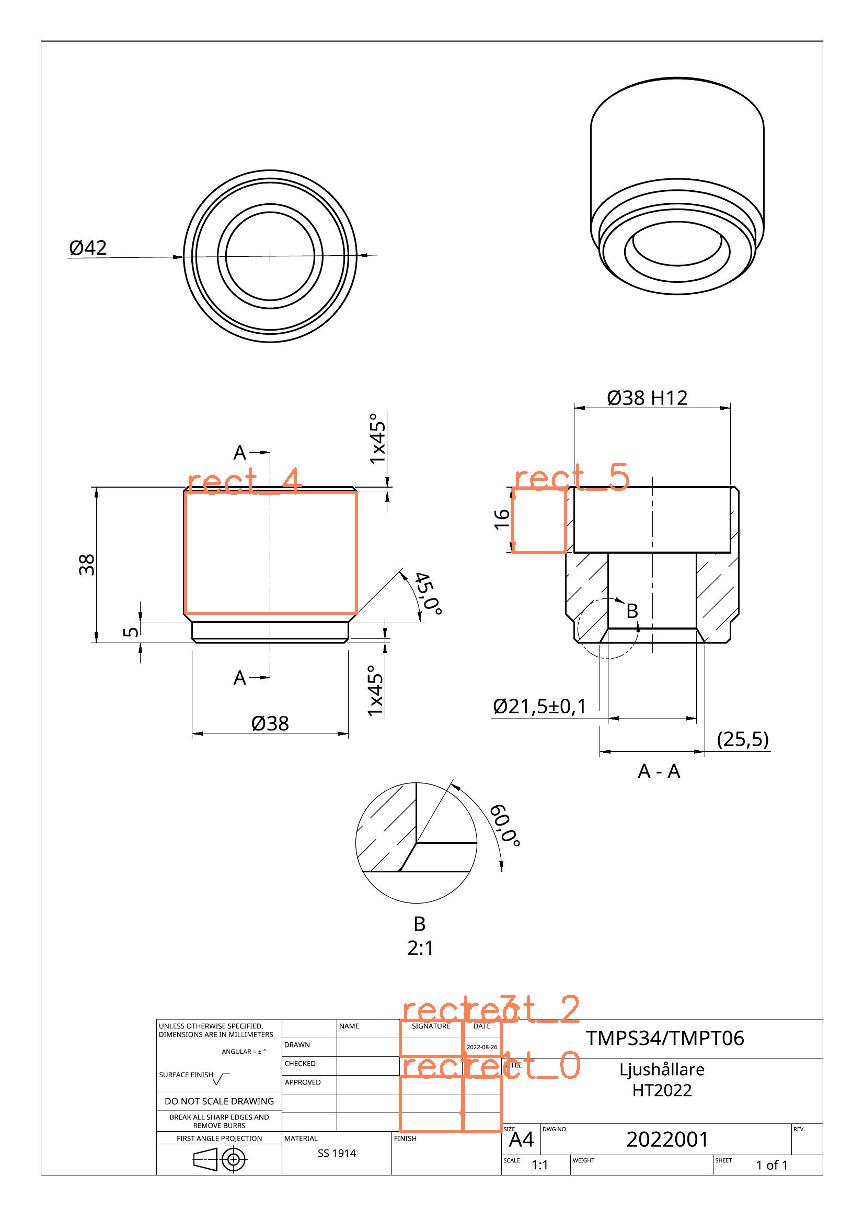 Ø42
Ø38 H12
1x45°
A
rect_4
rect_5
16
38
45,0°
5
B
A
1x45°
Ø38
Ø21,5±0,1
(25,5)
A - A
60,0°
B
2:1
rect_2
UNLESS OTHERWISE SPECIFIED,
DIMENSIONS ARE IN MILLIMETERS
ANGULAR = ± °
SURFACE FINISH
DO NOT SCALE DRAWING
BREAK ALL SHARP EDGES AND
REMOVE BURRS
FIRST ANGLE PROJECTION
NAME
SIGNATURE
DATE
DRAWN
2022-08-26
CHECKED
APPROVED
rect_0
MATERIAL
SS 1914
FINISH
TMPS34/TMPT06
Ljushållare
HT2022
SIZE
A4
DWG NO.
2022001
REV.
SCALE
1:1
WEIGHT
SHEET
1 of 1